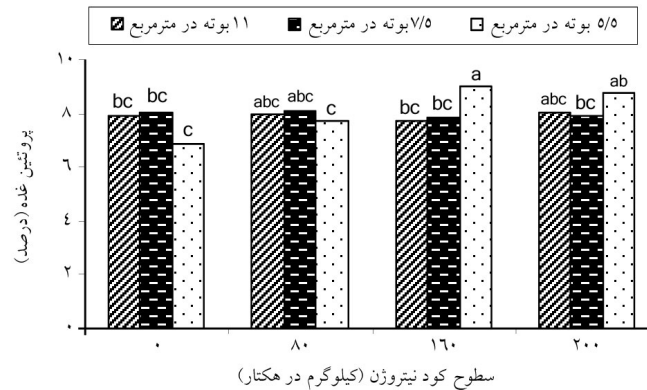 ۱۱بوته در مترمربع ۷/۵بوته در مترمربع ۵/۵ بوته در مترمربع
۱۰
۸
۶
۴
۲
۰
پروتئین غده (درصد)
bc bc c
abc abc c
bc bc a
abc bc ab
۰ ۸۰ ۱۶۰ ۲۰۰
سطوح کود نیتروژن (کیلوگرم در هکتار)